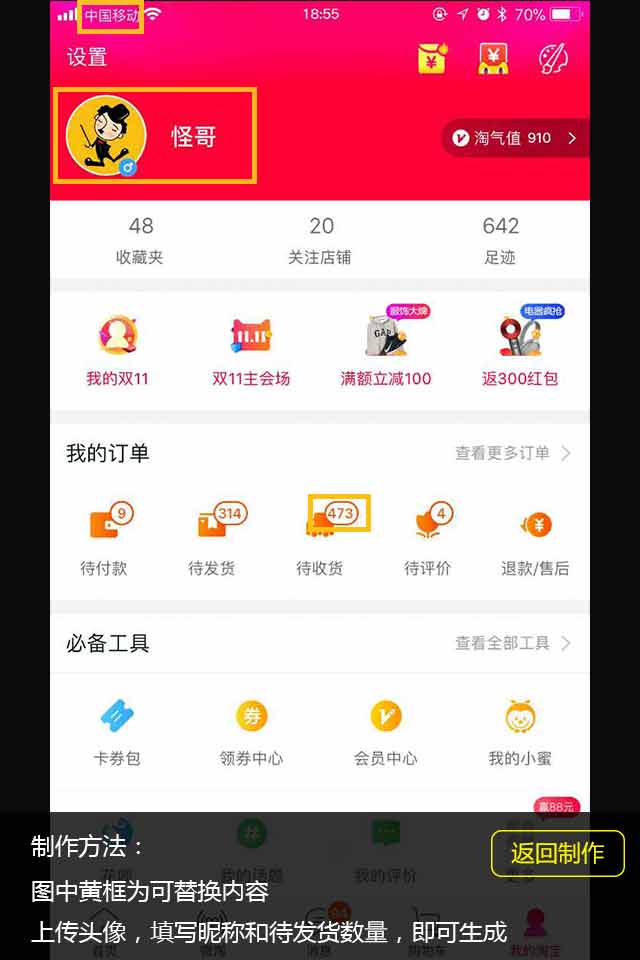 中国移动 18:55 70%
设置
怪哥 淘气值 910
48 20 642
收藏夹 关注店铺 足迹
服饰大牌 电器疯抢
11.11 GAP
我的双11 双11主会场 满额立减100 返300红包
我的订单 查看更多订单
9 314 473 4
待付款 待发货 待收货 待评价 退款/售后
必备工具 查看全部工具
券
卡券包 领券中心 会员中心 我的小蜜
赢88元
制作方法：
返回制作
我的话题 我的评价
图中黄框为可替换内容
上传头像，填写昵称和待发货数量，即可生成
消息 购物车 我的淘宝